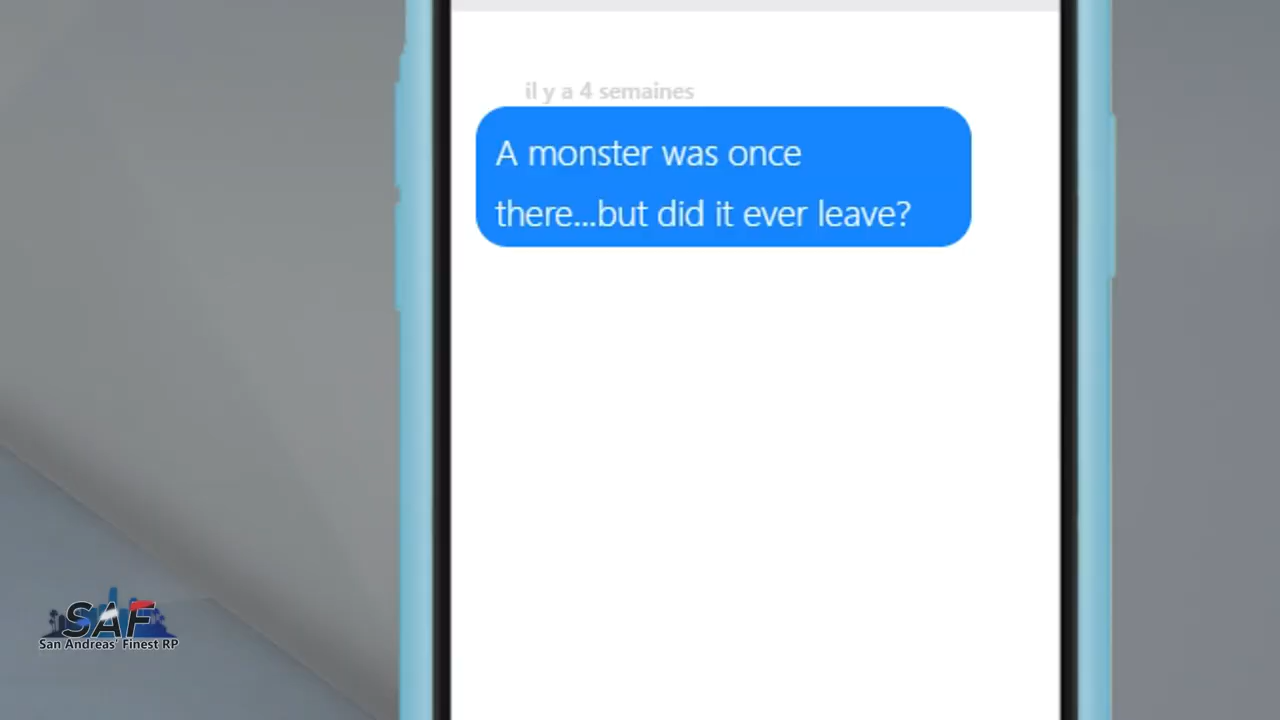 il y a 4 semaines
A monster was once
there...but did it ever leave?
SAF
San Andreas' Finest RP